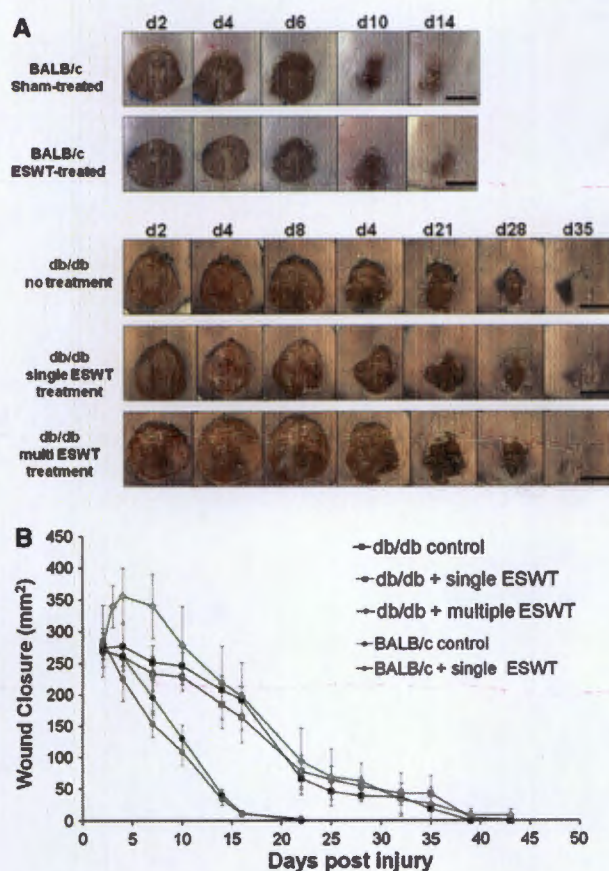 A
d2 d4 d6 d10 d14
BALB/c
Sham-treated
BALB/c
ESWT-treated
d2 d4 d8 d4 d21 d28 d35
db/db
no treatment
db/db
single ESWT
treatment
db/db
multi ESWT
treatment
B
450
400
350
300
250
200
150
100
50
0
Wound Closure (mm²)
db/db control
db/db + single ESWT
db/db + multiple ESWT
BALB/c control
BALB/c + single ESWT
0 5 10 15 20 25 30 35 40 45 50
Days post injury